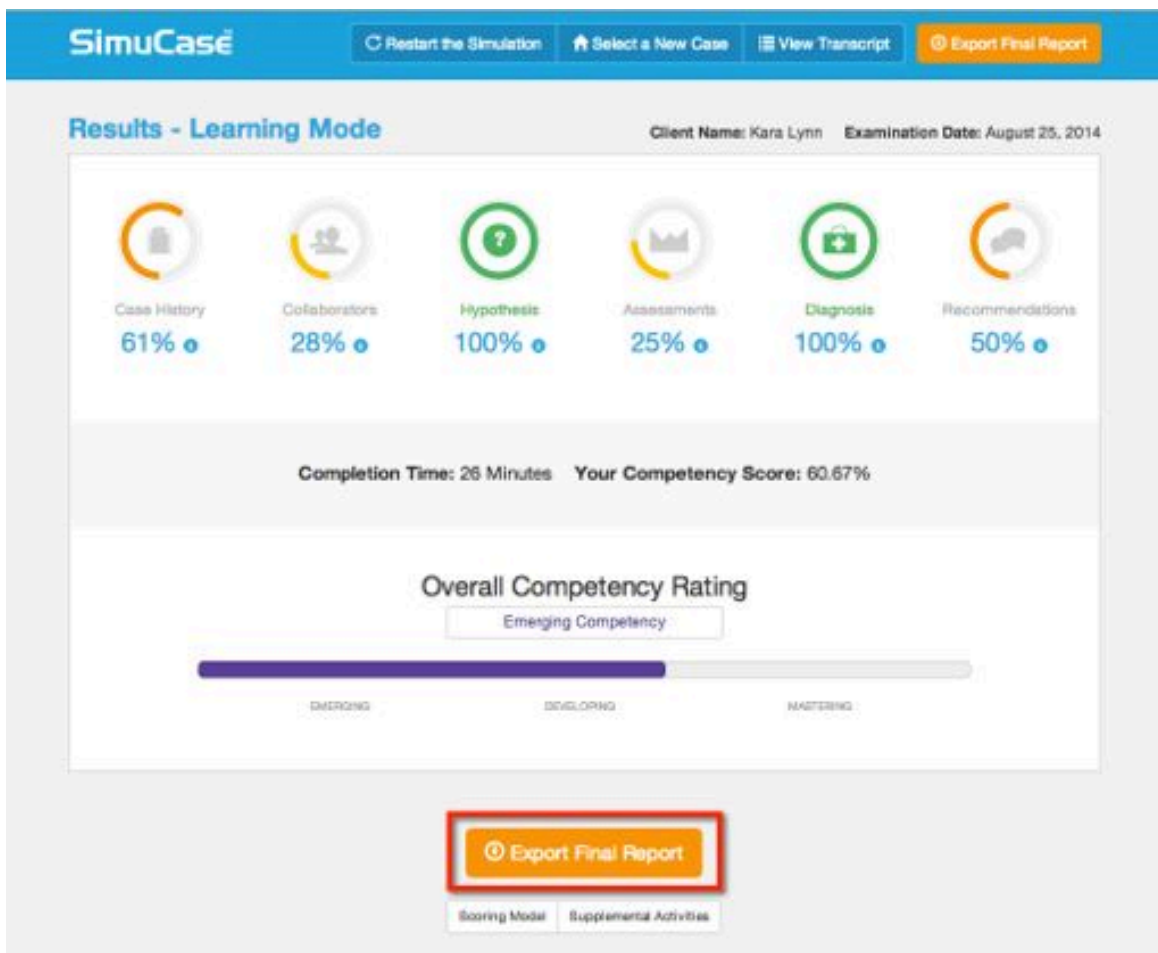 SimuCase
Restart the Simulation Select a New Case View Transcript Export Final Report
Results - Learning Mode
Client Name: Kara Lynn Examination Date: August 25, 2014
Case History Collaborators Hypothesis Assessments Diagnosis Recommendations
61% 28% 100% 25% 100% 50%
Completion Time: 26 Minutes Your Competency Score: 60.67%
Overall Competency Rating
Emerging Competency
EMERGING DEVELOPING MASTERING
Export Final Report
Scoring Model Supplemental Activities